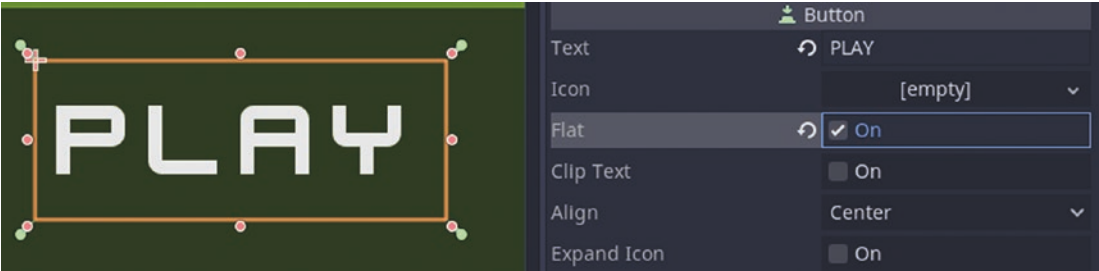 PLAY
Button
Text PLAY
Icon [empty]
Flat On
Clip Text On
Align Center
Expand Icon On